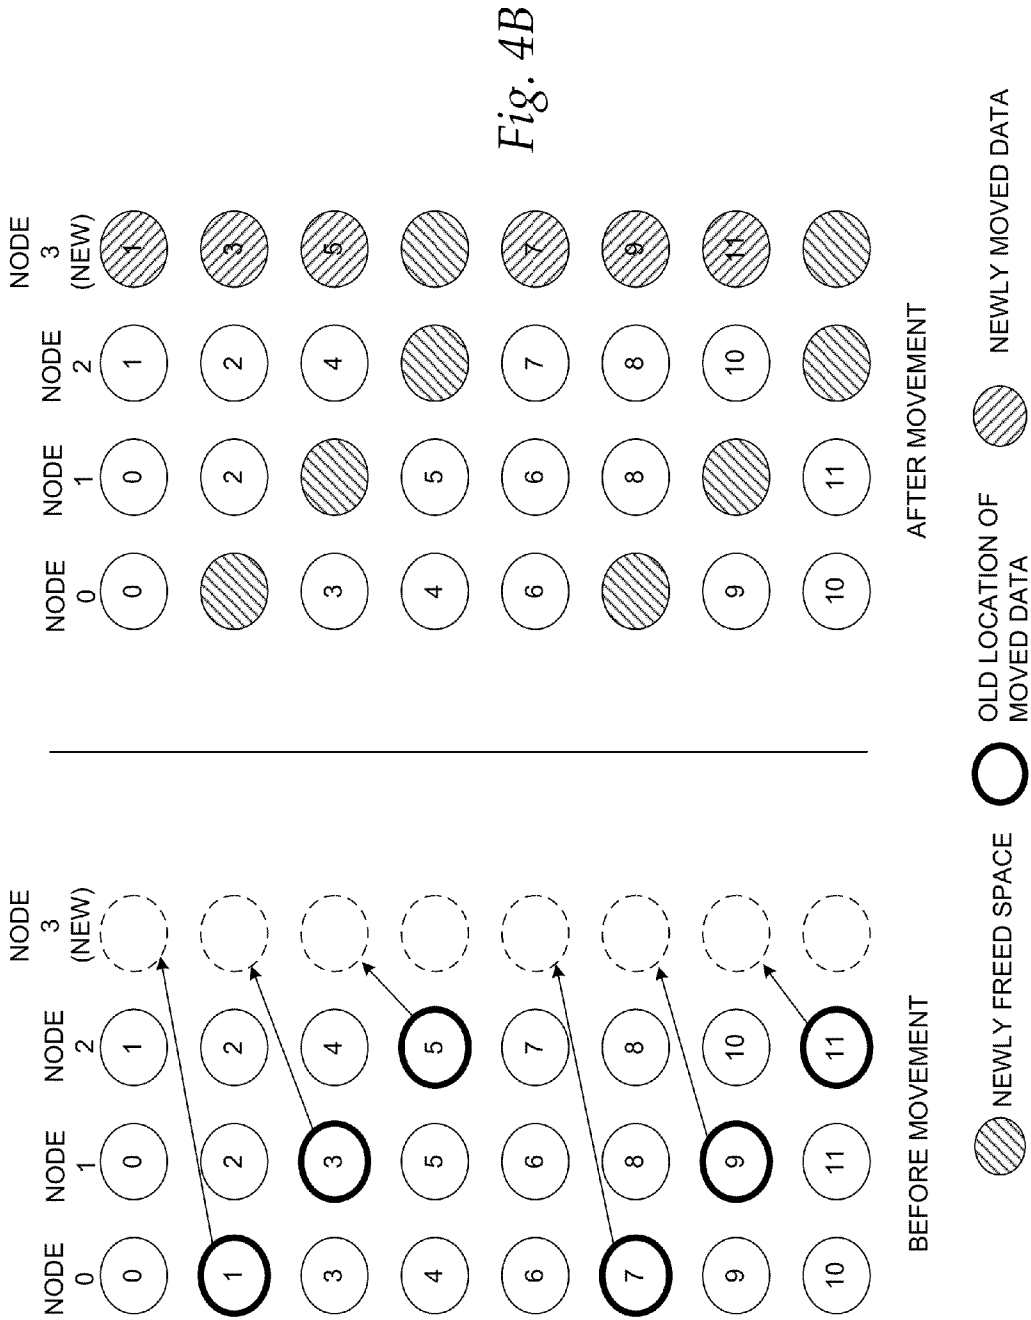 NODE 0 NODE 1 NODE 2 NODE 3 (NEW)
0 0 1
1 2 2
3 3 4
4 5 5
6 6 7
7 8 8
9 9 10
10 11 11
BEFORE MOVEMENT
NODE 0 NODE 1 NODE 2 NODE 3 (NEW)
0 0 1 1
2 2 3
3 4 5
4 5
6 6 7 7
8 8 9
9 10 11
10 11
AFTER MOVEMENT
NEWLY FREED SPACE
OLD LOCATION OF
MOVED DATA
NEWLY MOVED DATA
Fig. 4B